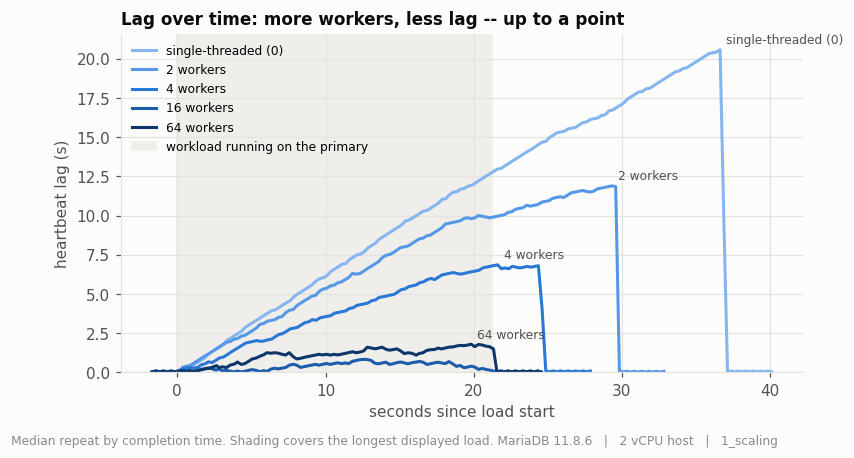 Lag over time: more workers, less lag -- up to a point
single-threaded (0)
single-threaded (0)
2 workers
4 workers
16 workers
64 workers
workload running on the primary
2 workers
4 workers
64 workers
heartbeat lag (s)
20.0
17.5
15.0
12.5
10.0
7.5
5.0
2.5
0.0
0 10 20 30 40
seconds since load start
Median repeat by completion time. Shading covers the longest displayed load. MariaDB 11.8.6 | 2 vCPU host | 1_scaling